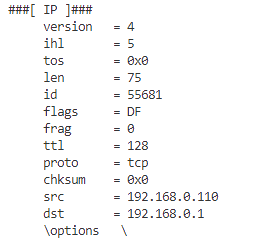 ###[ IP ]###
version = 4
ihl = 5
tos = 0x0
len = 75
id = 55681
flags = DF
frag = 0
ttl = 128
proto = tcp
chksum = 0x0
src = 192.168.0.110
dst = 192.168.0.1
\options \